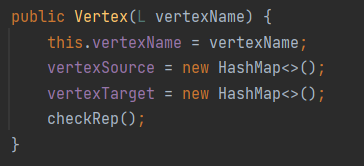 public Vertex(L vertexName) {
    this.vertexName = vertexName;
    vertexSource = new HashMap<>();
    vertexTarget = new HashMap<>();
    checkRep();
}